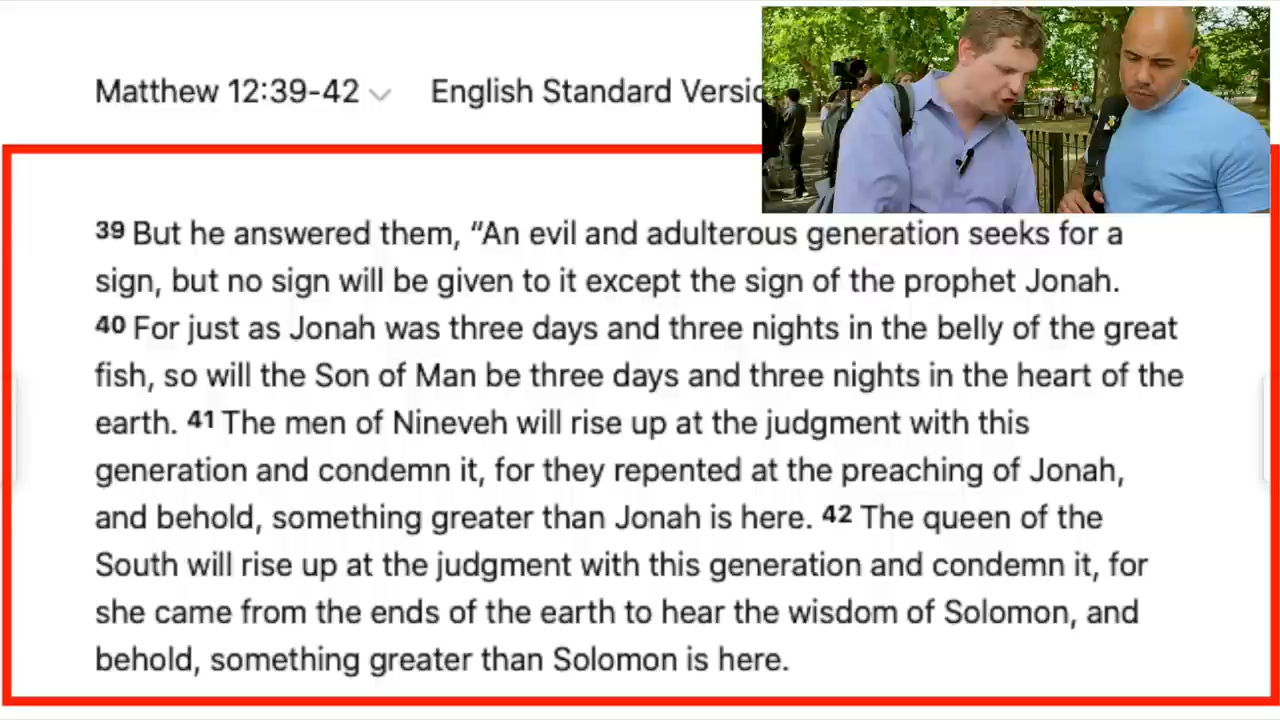 Matthew 12:39-42 English Standard
39 But he answered them, “An evil and adulterous generation seeks for a
sign, but no sign will be given to it except the sign of the prophet Jonah.
40 For just as Jonah was three days and three nights in the belly of the great
fish, so will the Son of Man be three days and three nights in the heart of the
earth. 41 The men of Nineveh will rise up at the judgment with this
generation and condemn it, for they repented at the preaching of Jonah,
and behold, something greater than Jonah is here. 42 The queen of the
South will rise up at the judgment with this generation and condemn it, for
she came from the ends of the earth to hear the wisdom of Solomon, and
behold, something greater than Solomon is here.